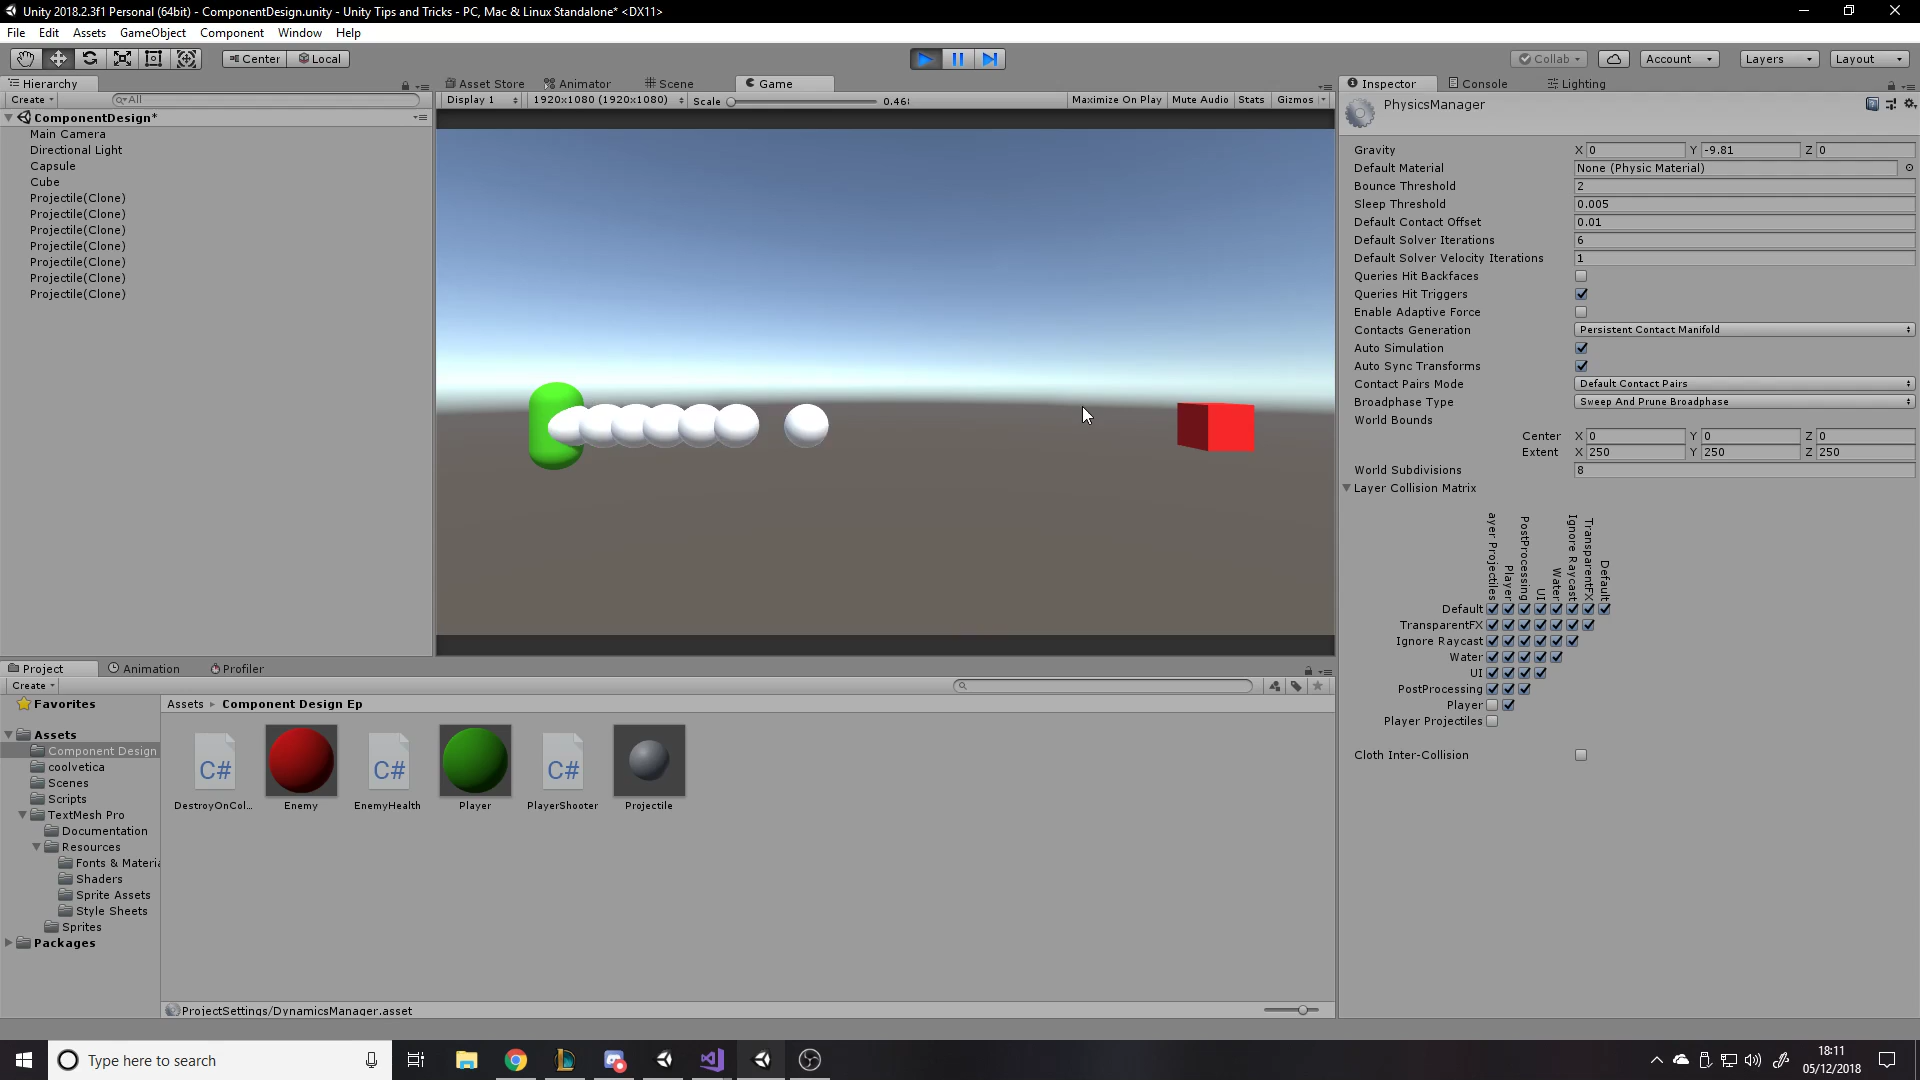 Unity 2018.2.3f1 Personal (64bit) - ComponentDesign.unity - Unity Tips and Tricks - PC, Mac & Linux Standalone* <DX11>
File Edit Assets GameObject Component Window Help
Center Local
Collab Account Layers Layout
Hierarchy
Create All
ComponentDesign*
Main Camera
Directional Light
Capsule
Cube
Projectile(Clone)
Projectile(Clone)
Projectile(Clone)
Projectile(Clone)
Projectile(Clone)
Projectile(Clone)
Projectile(Clone)
Asset Store Animator Scene Game
Display 1 1920x1080 (1920x1080) Scale 0.46 Maximize On Play Mute Audio Stats Gizmos
Inspector Console Lighting
PhysicsManager
Gravity X 0 Y -9.81 Z 0
Default Material None (Physic Material)
Bounce Threshold 2
Sleep Threshold 0.005
Default Contact Offset 0.01
Default Solver Iterations 6
Default Solver Velocity Iterations 1
Queries Hit Backfaces
Queries Hit Triggers
Enable Adaptive Force
Contacts Generation Persistent Contact Manifold
Auto Simulation
Auto Sync Transforms
Contact Pairs Mode Default Contact Pairs
Broadphase Type Sweep And Prune Broadphase
World Bounds
Center X 0 Y 0 Z 0
Extent X 250 Y 250 Z 250
World Subdivisions 8
Layer Collision Matrix
ayer Projectiles
Player
PostProcessing
UI
Water
Ignore Raycast
TransparentFX
Default
Default
TransparentFX
Ignore Raycast
Water
UI
PostProcessing
Player
Player Projectiles
Cloth Inter-Collision
Project Animation Profiler
Create
Favorites
Assets
Component Design
coolvetica
Scenes
Scripts
TextMesh Pro
Documentation
Resources
Fonts & Materia
Shaders
Sprite Assets
Style Sheets
Sprites
Packages
Assets Component Design Ep
C# C# C#
DestroyOnCol... Enemy EnemyHealth Player PlayerShooter Projectile
ProjectSettings/DynamicsManager.asset
Type here to search
18:11
05/12/2018